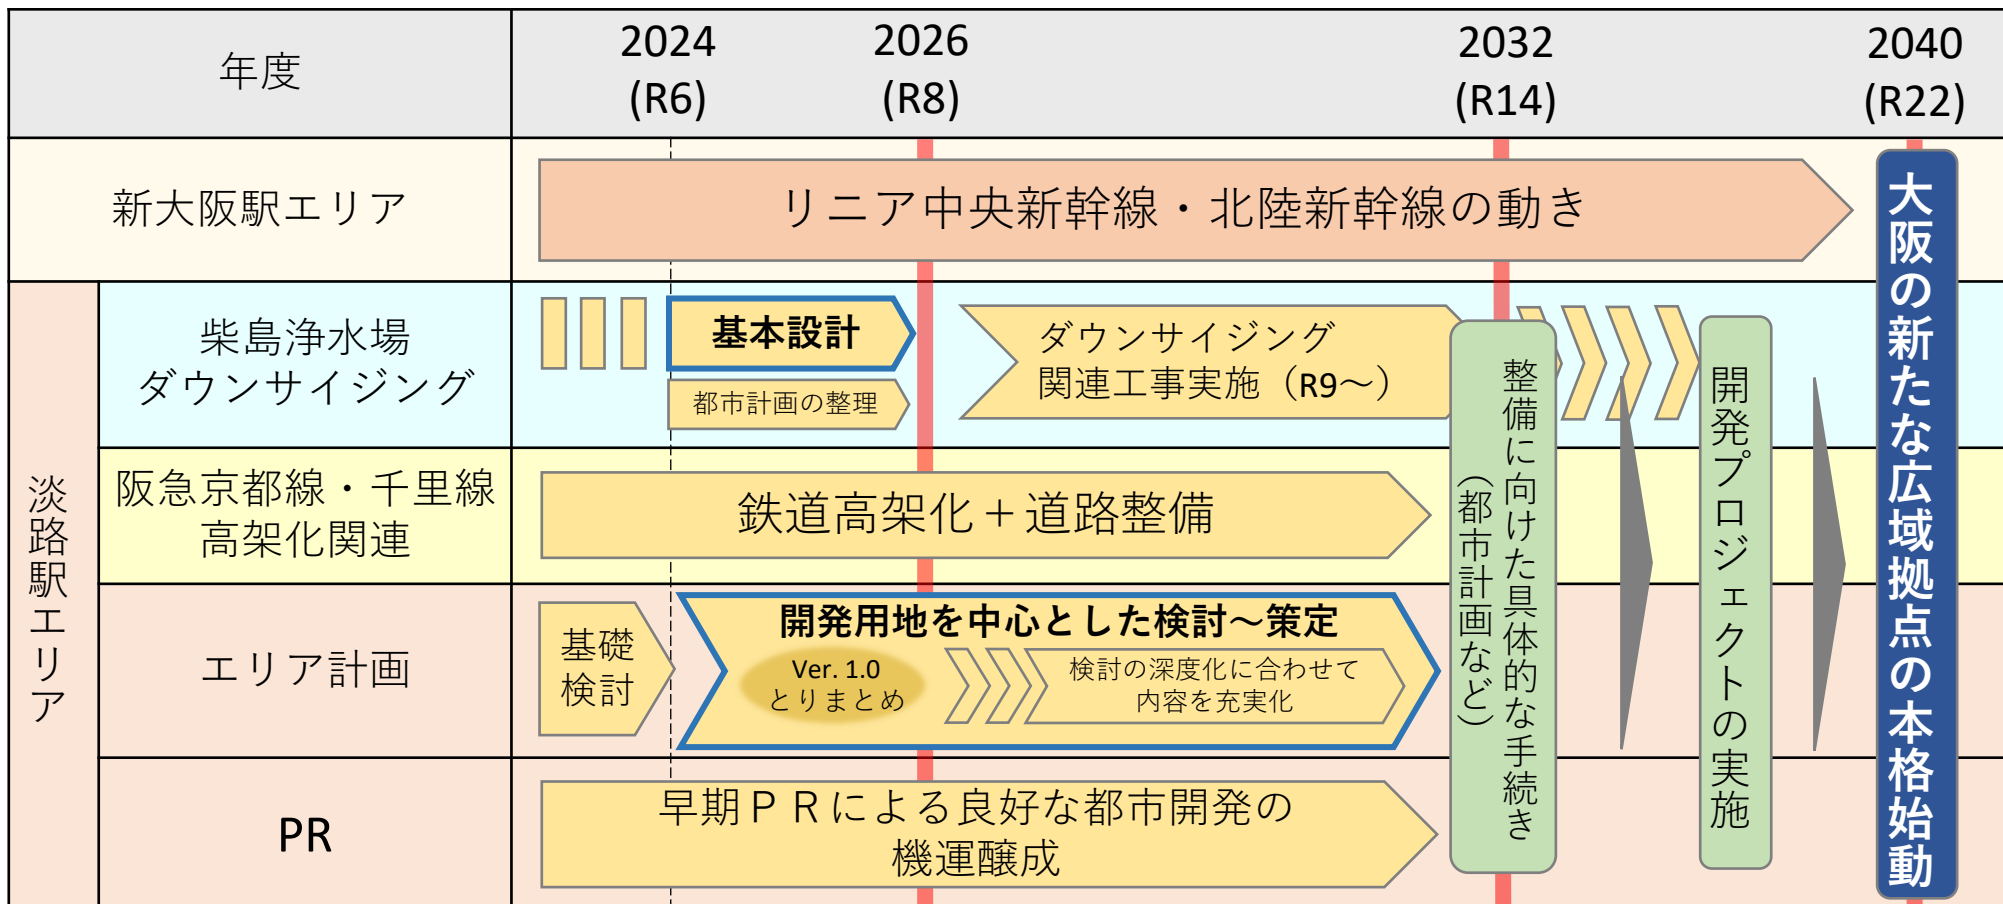 年度
2024
(R6)
2026
(R8)
2032
(R14)
2040
(R22)
新大阪駅エリア
リニア中央新幹線・北陸新幹線の動き
淡路駅エリア
柴島浄水場
ダウンサイジング
基本設計
都市計画の整理
ダウンサイジング
関連工事実施（R9～）
阪急京都線・千里線
高架化関連
鉄道高架化＋道路整備
エリア計画
基礎
検討
開発用地を中心とした検討～策定
Ver. 1.0
とりまとめ
検討の深度化に合わせて
内容を充実化
PR
早期ＰＲによる良好な都市開発の
機運醸成
整備に向けた具体的な手続き
（都市計画など）
開発プロジェクトの実施
大阪の新たな広域拠点の本格始動